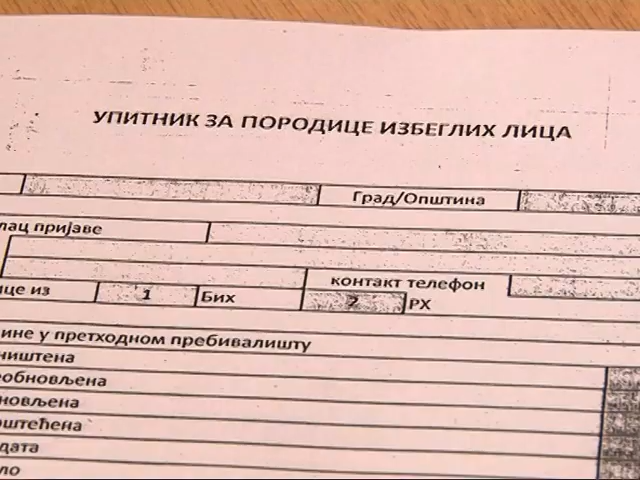 УПИТНИК ЗА ПОРОДИЦЕ ИЗБЕГЛИХ ЛИЦА
Град/Општина
лац пријаве
контакт телефон
ице из 1 Бих 2 РХ
ине у претходном пребивалишту
ништена
еобновљена
новљена
оштећена
дата
ло